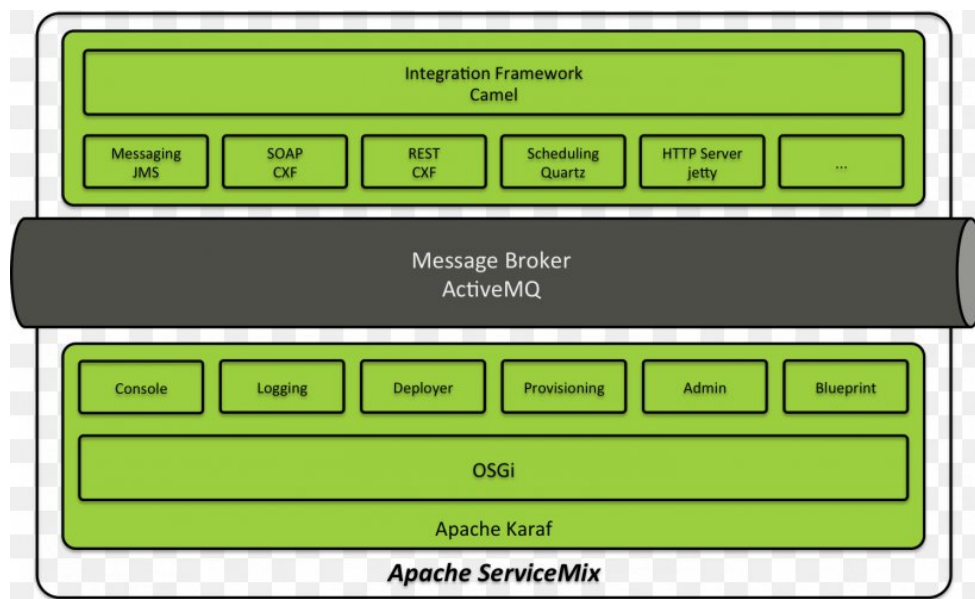 Integration Framework
Camel
Messaging
JMS
SOAP
CXF
REST
CXF
Scheduling
Quartz
HTTP Server
jetty
...
Message Broker
ActiveMQ
Console
Logging
Deployer
Provisioning
Admin
Blueprint
OSGi
Apache Karaf
Apache ServiceMix